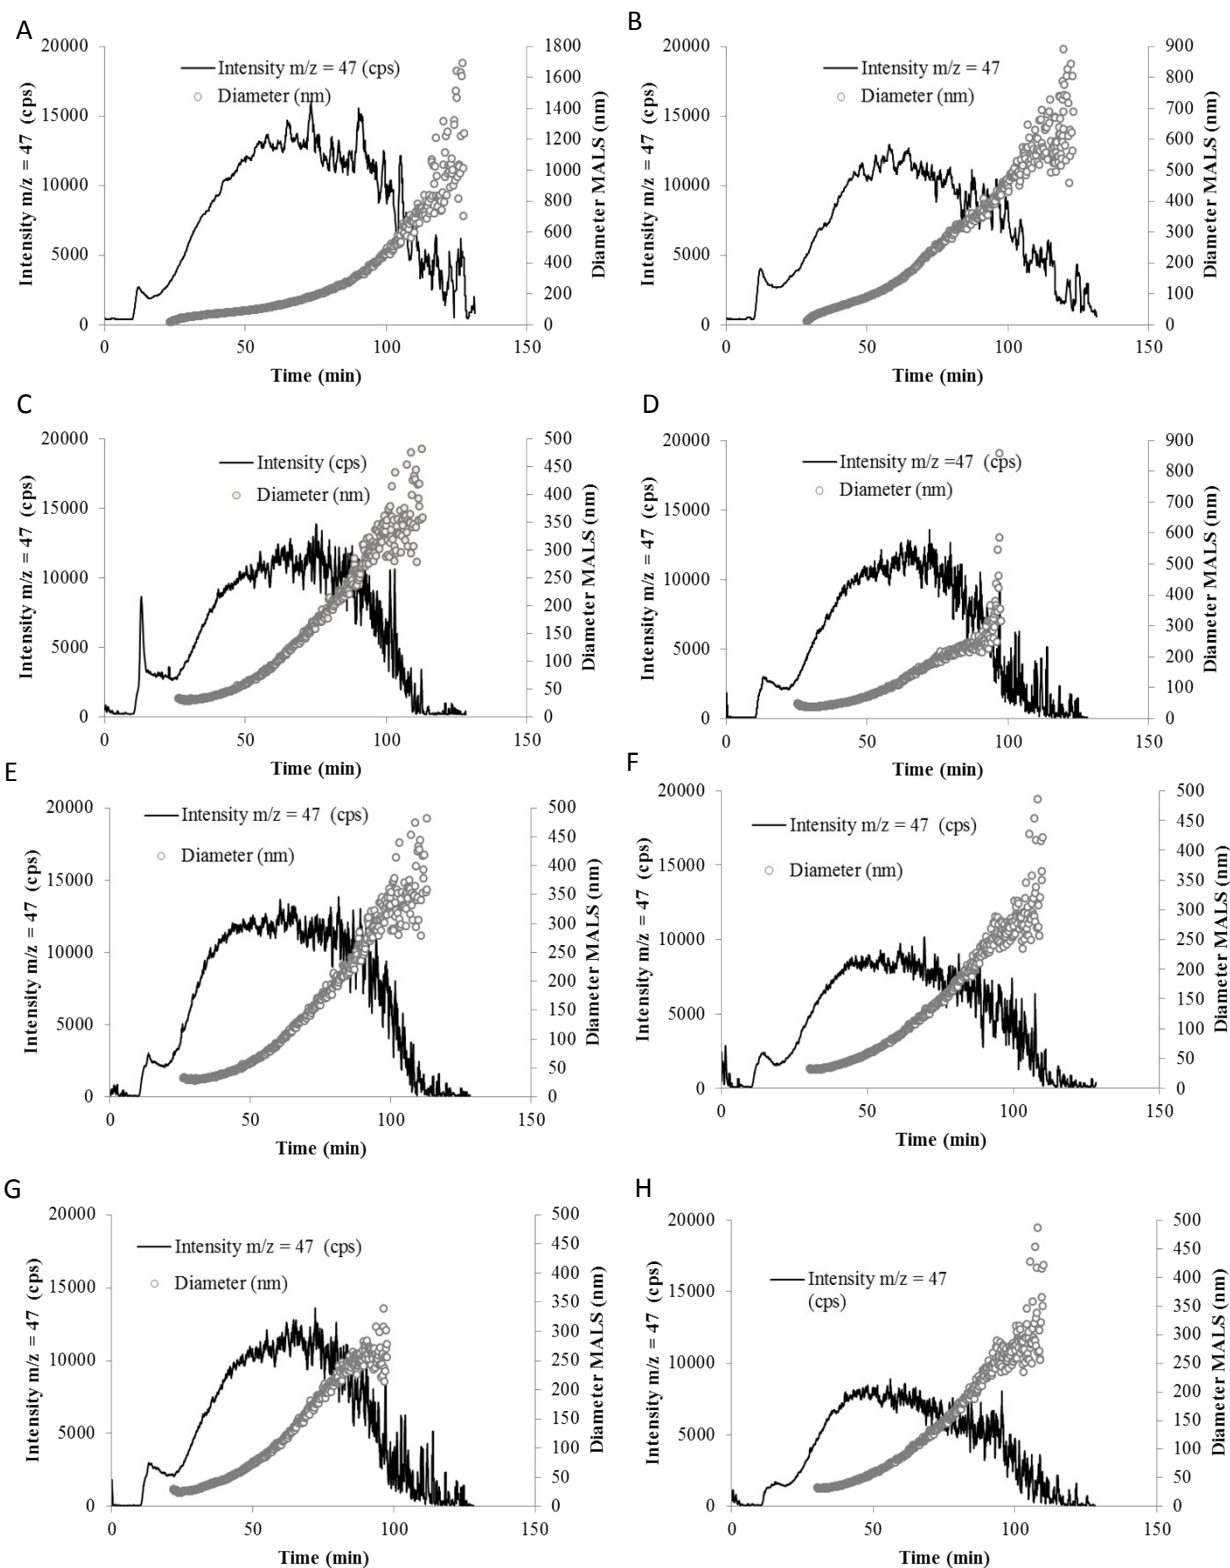 A
20000
15000
10000
5000
0
Intensity m/z = 47 (cps)
Intensity m/z = 47 (cps)
Diameter (nm)
1800
1600
1400
1200
1000
800
600
400
200
0
Diameter MALS (nm)
0 50 100 150
Time (min)
B
20000
15000
10000
5000
0
Intensity m/z = 47 (cps)
Intensity m/z = 47
Diameter (nm)
900
800
700
600
500
400
300
200
100
0
Diameter MALS (nm)
0 50 100 150
Time (min)
C
20000
15000
10000
5000
0
Intensity m/z = 47 (cps)
Intensity (cps)
Diameter (nm)
500
450
400
350
300
250
200
150
100
50
0
Diameter MALS (nm)
0 50 100 150
Time (min)
D
20000
15000
10000
5000
0
Intensity m/z = 47 (cps)
Intensity m/z =47 (cps)
Diameter (nm)
900
800
700
600
500
400
300
200
100
0
Diameter MALS (nm)
0 50 100 150
Time (min)
E
20000
15000
10000
5000
0
Intensity m/z = 47 (cps)
Intensity m/z = 47 (cps)
Diameter (nm)
500
450
400
350
300
250
200
150
100
50
0
Diameter MALS (nm)
0 50 100 150
Time (min)
F
20000
15000
10000
5000
0
Intensity m/z = 47 (cps)
Intensity m/z = 47 (cps)
Diameter (nm)
500
450
400
350
300
250
200
150
100
50
0
Diameter MALS (nm)
0 50 100 150
Time (min)
G
20000
15000
10000
5000
0
Intensity m/z = 47 (cps)
Intensity m/z = 47 (cps)
Diameter (nm)
500
450
400
350
300
250
200
150
100
50
0
Diameter MALS (nm)
0 50 100 150
Time (min)
H
20000
15000
10000
5000
0
Intensity m/z = 47 (cps)
Intensity m/z = 47
(cps)
500
450
400
350
300
250
200
150
100
50
0
Diameter MALS (nm)
0 50 100 150
Time (min)